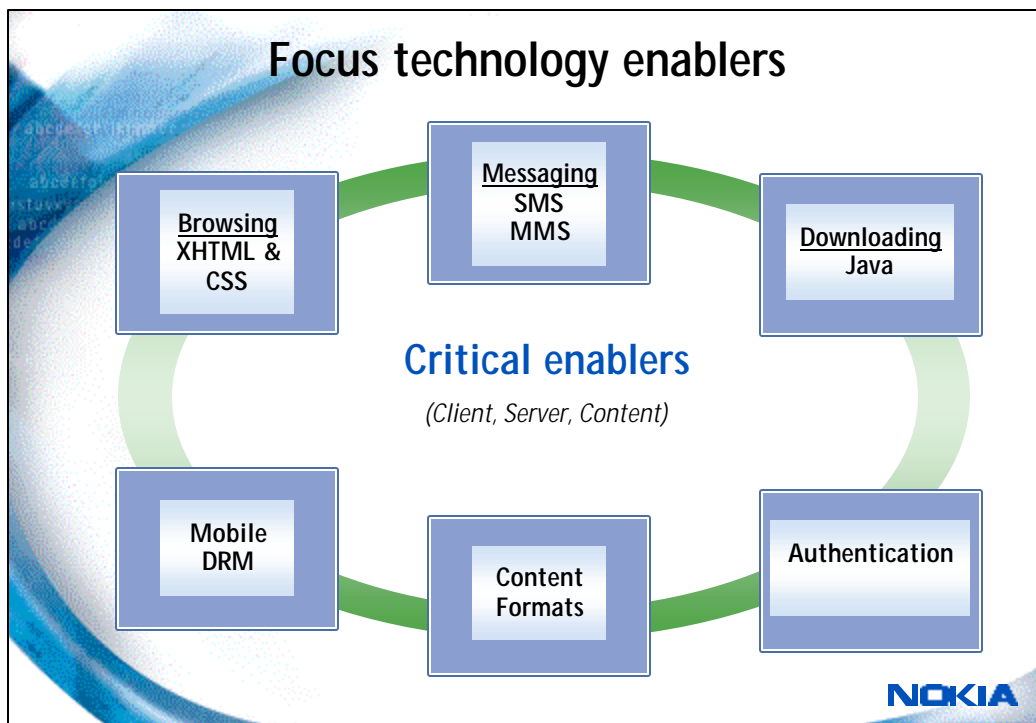 Focus technology enablers
Messaging
SMS
MMS
Browsing
XHTML &
CSS
Downloading
Java
Critical enablers
(Client, Server, Content)
Mobile
DRM
Content
Formats
Authentication
NOKIA